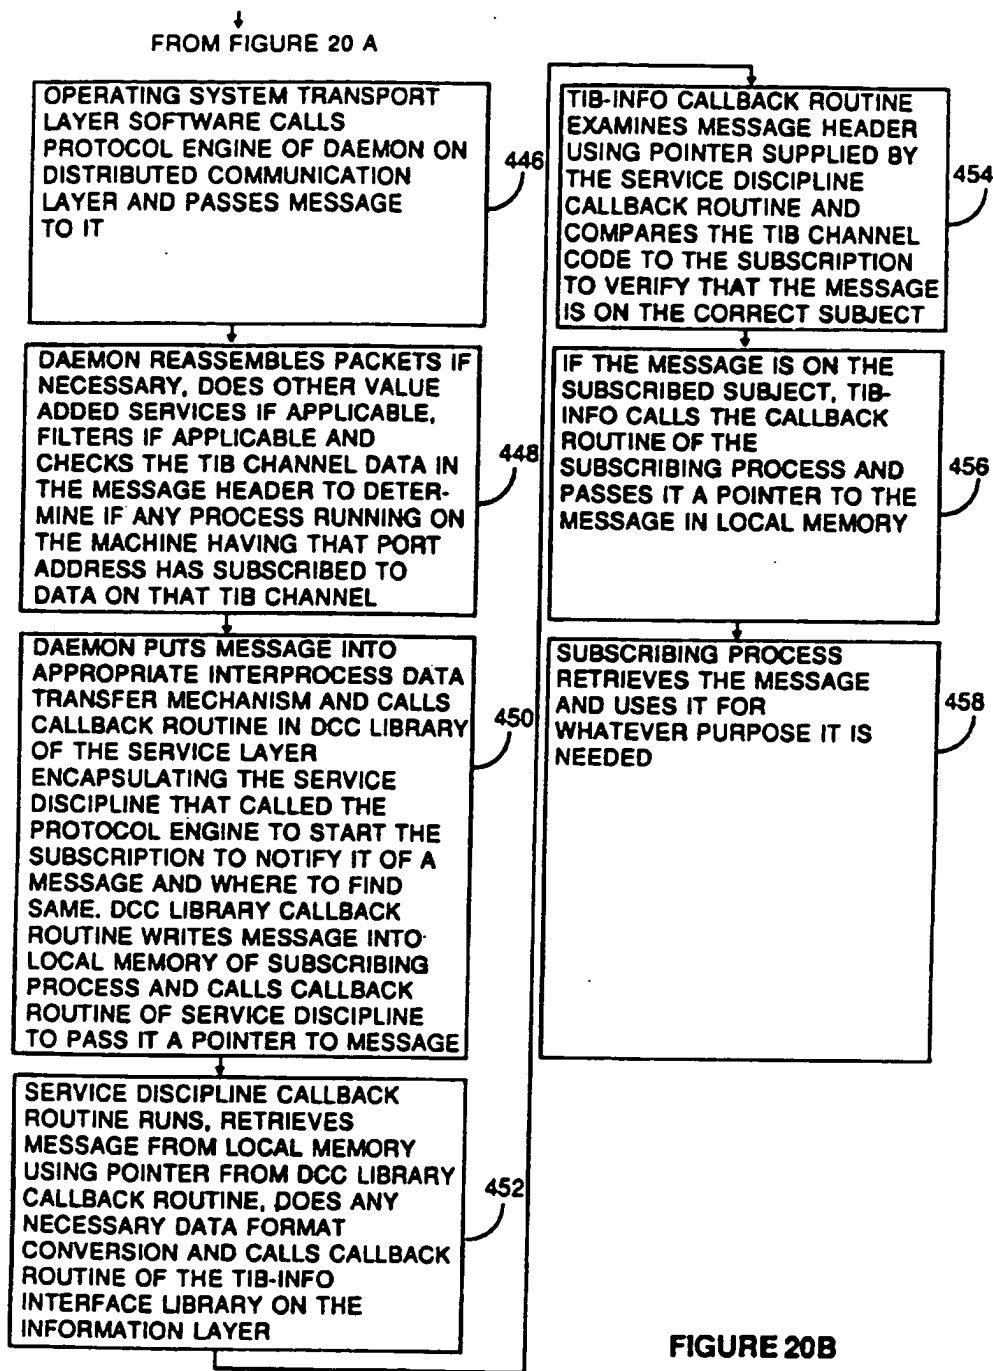 FROM FIGURE 20 A
OPERATING SYSTEM TRANSPORT
LAYER SOFTWARE CALLS
PROTOCOL ENGINE OF DAEMON ON
DISTRIBUTED COMMUNICATION
LAYER AND PASSES MESSAGE
TO IT
446
DAEMON REASSEMBLES PACKETS IF
NECESSARY, DOES OTHER VALUE
ADDED SERVICES IF APPLICABLE,
FILTERS IF APPLICABLE AND
CHECKS THE TIB CHANNEL DATA IN
THE MESSAGE HEADER TO DETER-
MINE IF ANY PROCESS RUNNING ON
THE MACHINE HAVING THAT PORT
ADDRESS HAS SUBSCRIBED TO
DATA ON THAT TIB CHANNEL
448
DAEMON PUTS MESSAGE INTO
APPROPRIATE INTERPROCESS DATA
TRANSFER MECHANISM AND CALLS
CALLBACK ROUTINE IN DCC LIBRARY
OF THE SERVICE LAYER
ENCAPSULATING THE SERVICE
DISCIPLINE THAT CALLED THE
PROTOCOL ENGINE TO START THE
SUBSCRIPTION TO NOTIFY IT OF A
MESSAGE AND WHERE TO FIND
SAME. DCC LIBRARY CALLBACK
ROUTINE WRITES MESSAGE INTO
LOCAL MEMORY OF SUBSCRIBING
PROCESS AND CALLS CALLBACK
ROUTINE OF SERVICE DISCIPLINE
TO PASS IT A POINTER TO MESSAGE
450
SERVICE DISCIPLINE CALLBACK
ROUTINE RUNS, RETRIEVES
MESSAGE FROM LOCAL MEMORY
USING POINTER FROM DCC LIBRARY
CALLBACK ROUTINE, DOES ANY
NECESSARY DATA FORMAT
CONVERSION AND CALLS CALLBACK
ROUTINE OF THE TIB-INFO
INTERFACE LIBRARY ON THE
INFORMATION LAYER
452
TIB-INFO CALLBACK ROUTINE
EXAMINES MESSAGE HEADER
USING POINTER SUPPLIED BY
THE SERVICE DISCIPLINE
CALLBACK ROUTINE AND
COMPARES THE TIB CHANNEL
CODE TO THE SUBSCRIPTION
TO VERIFY THAT THE MESSAGE
IS ON THE CORRECT SUBJECT
454
IF THE MESSAGE IS ON THE
SUBSCRIBED SUBJECT, TIB-
INFO CALLS THE CALLBACK
ROUTINE OF THE
SUBSCRIBING PROCESS AND
PASSES IT A POINTER TO THE
MESSAGE IN LOCAL MEMORY
456
SUBSCRIBING PROCESS
RETRIEVES THE MESSAGE
AND USES IT FOR
WHATEVER PURPOSE IT IS
NEEDED
458
FIGURE 20B